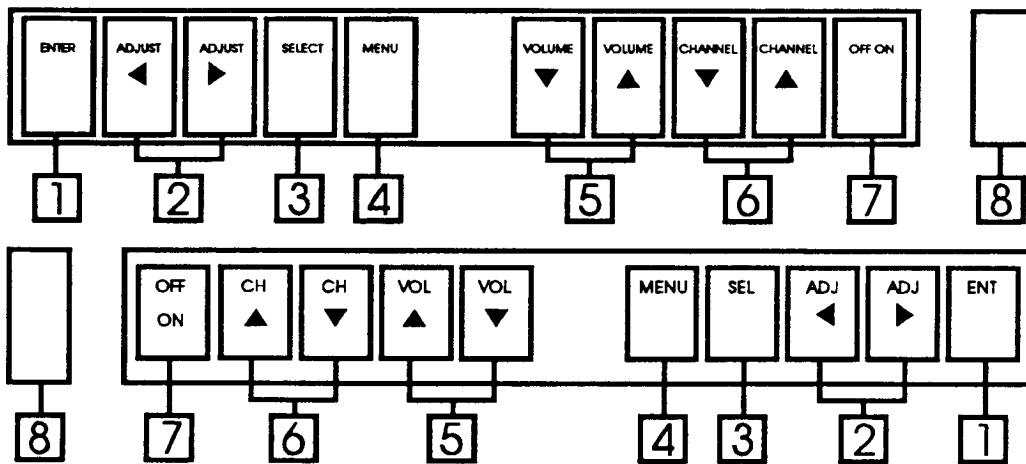 ENTER ADJUST ADJUST SELECT MENU VOLUME VOLUME CHANNEL CHANNEL OFF ON
1 2 3 4 5 6 7 8
OFF CH CH VOL VOL MENU SEL ADJ ADJ ENT
ON
8 7 6 5 4 3 2 1